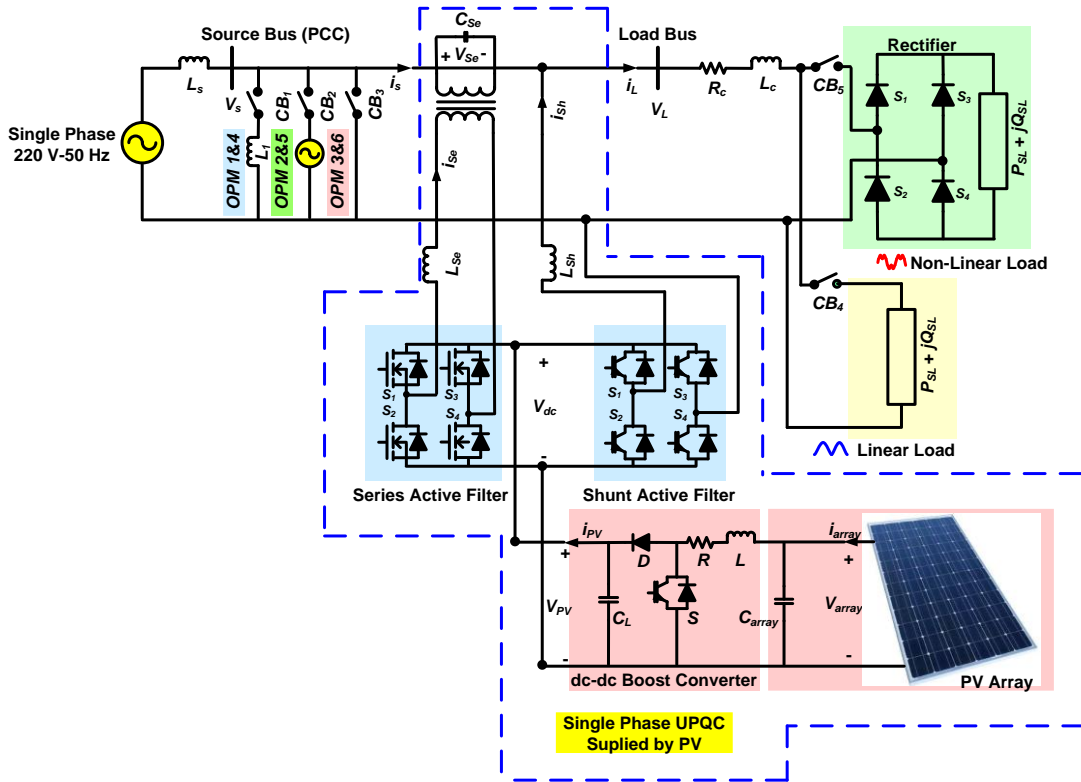 Source Bus (PCC)
CSe
+ VSe -
Load Bus
Rectifier
Ls
Vs
CB1
CB2
CB3
is
ish
iL
VL
Rc
Lc
CB5
S1
S3
S2
S4
PSL + jQSL
Single Phase
220 V-50 Hz
OPM 1&4
L1
OPM 2&5
OPM 3&6
iSe
LSe
LSh
Non-Linear Load
CB4
PSL + jQSL
Linear Load
S1
S2
S3
S4
+
Vdc
-
S1
S2
S3
S4
Series Active Filter
Shunt Active Filter
iPV
+
VPV
-
D
R
L
CL
S
iarray
+
Varray
-
Carray
dc-dc Boost Converter
PV Array
Single Phase UPQC
Suplied by PV